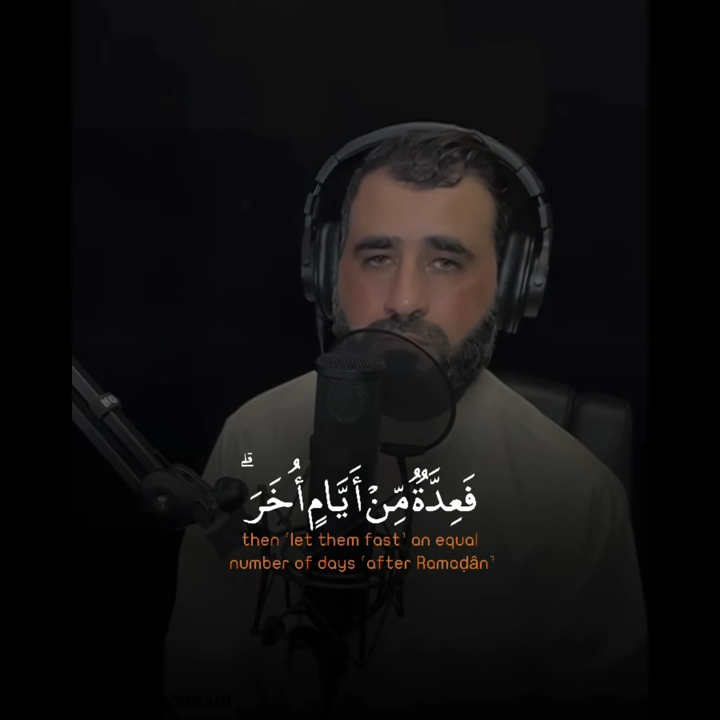 فَعِدَّةٌ مِّنْ أَيَّامٍ أُخَرَ ۗ
then ˹let them fast˺ an equal
number of days ˹after Ramaḍân˺